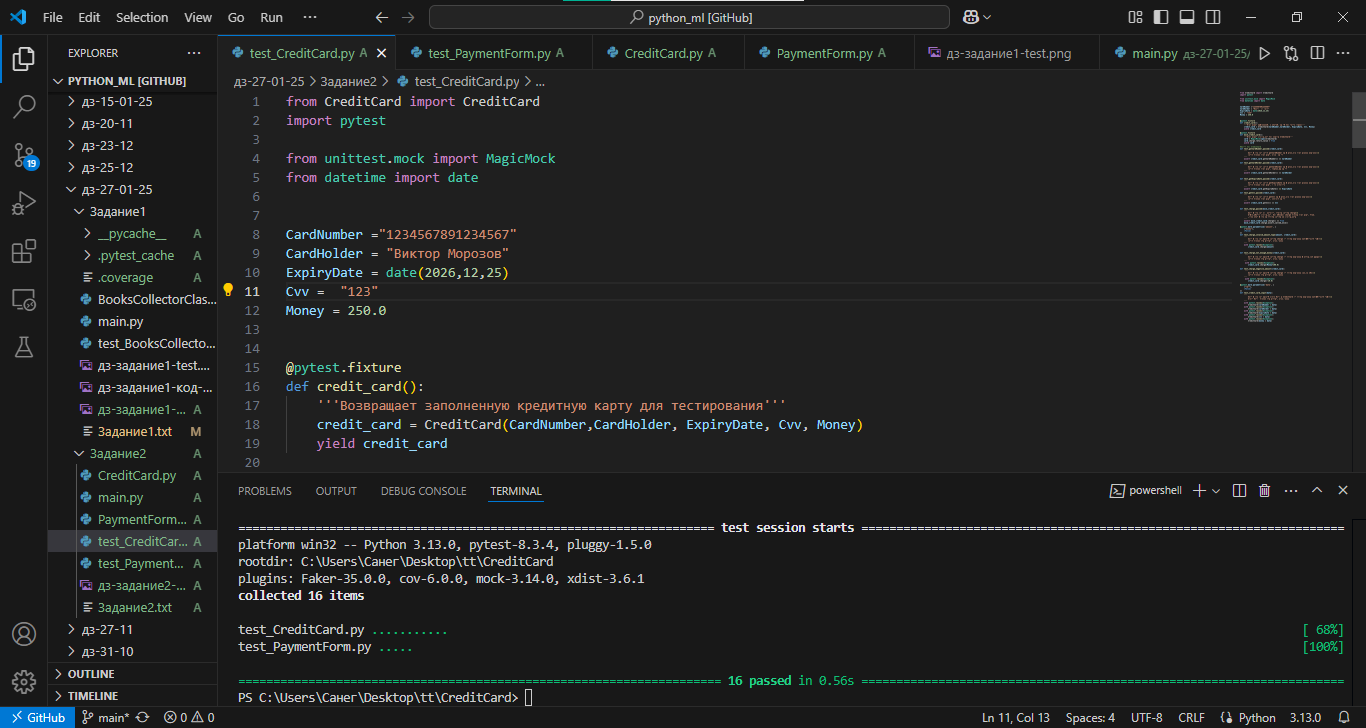 File Edit Selection View Go Run ···
python_ml [GitHub]
EXPLORER
PYTHON_ML [GITHUB]
дз-15-01-25
дз-20-11
дз-23-12
дз-25-12
дз-27-01-25
Задание1
__pycache__ A
.pytest_cache A
.coverage A
BooksCollectorClas...
main.py
test_BooksCollecto...
дз-задание1-test....
дз-задание1-код-...
дз-задание1-... A
Задание1.txt M
Задание2 A
CreditCard.py A
main.py A
PaymentForm... A
test_CreditCar... A
test_Payment... A
дз-задание2-... A
Задание2.txt A
дз-27-11
дз-31-10
OUTLINE
TIMELINE
19
test_CreditCard.py A
test_PaymentForm.py A
CreditCard.py A
PaymentForm.py A
дз-задание1-test.png
main.py дз-27-01-25/
дз-27-01-25 > Задание2 > test_CreditCard.py > ...
1 from CreditCard import CreditCard
2 import pytest
3
4 from unittest.mock import MagicMock
5 from datetime import date
6
7
8 CardNumber ="1234567891234567"
9 CardHolder = "Виктор Морозов"
10 ExpiryDate = date(2026,12,25)
11 Cvv =  "123"
12 Money = 250.0
13
14
15 @pytest.fixture
16 def credit_card():
17     '''Возвращает заполненную кредитную карту для тестирования'''
18     credit_card = CreditCard(CardNumber,CardHolder, ExpiryDate, Cvv, Money)
19     yield credit_card
20
PROBLEMS OUTPUT DEBUG CONSOLE TERMINAL
powershell
test session starts
platform win32 -- Python 3.13.0, pytest-8.3.4, pluggy-1.5.0
rootdir: C:\Users\Санег\Desktop\tt\CreditCard
plugins: Faker-35.0.0, cov-6.0.0, mock-3.14.0, xdist-3.6.1
collected 16 items
test_CreditCard.py ........... [ 68%]
test_PaymentForm.py ..... [100%]
16 passed in 0.56s
PS C:\Users\Санег\Desktop\tt\CreditCard>
GitHub main* 0 0 Ln 11, Col 13 Spaces: 4 UTF-8 CRLF Python 3.13.0